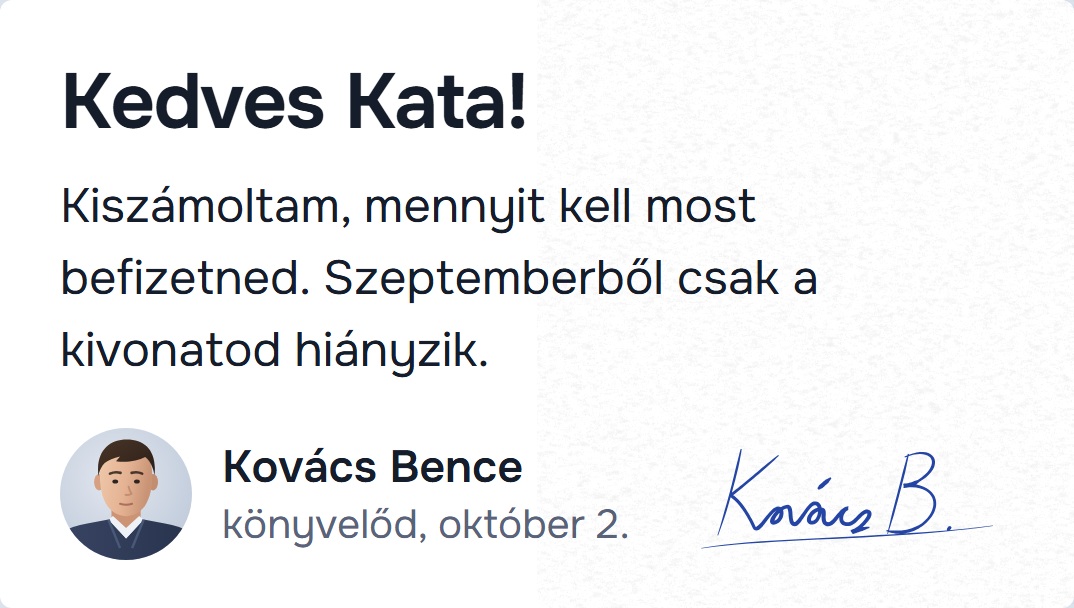 Kedves Kata!
Kiszámoltam, mennyit kell most
befizetned. Szeptemberből csak a
kivonatod hiányzik.
Kovács Bence
könyvelőd, október 2.
Kovács B.